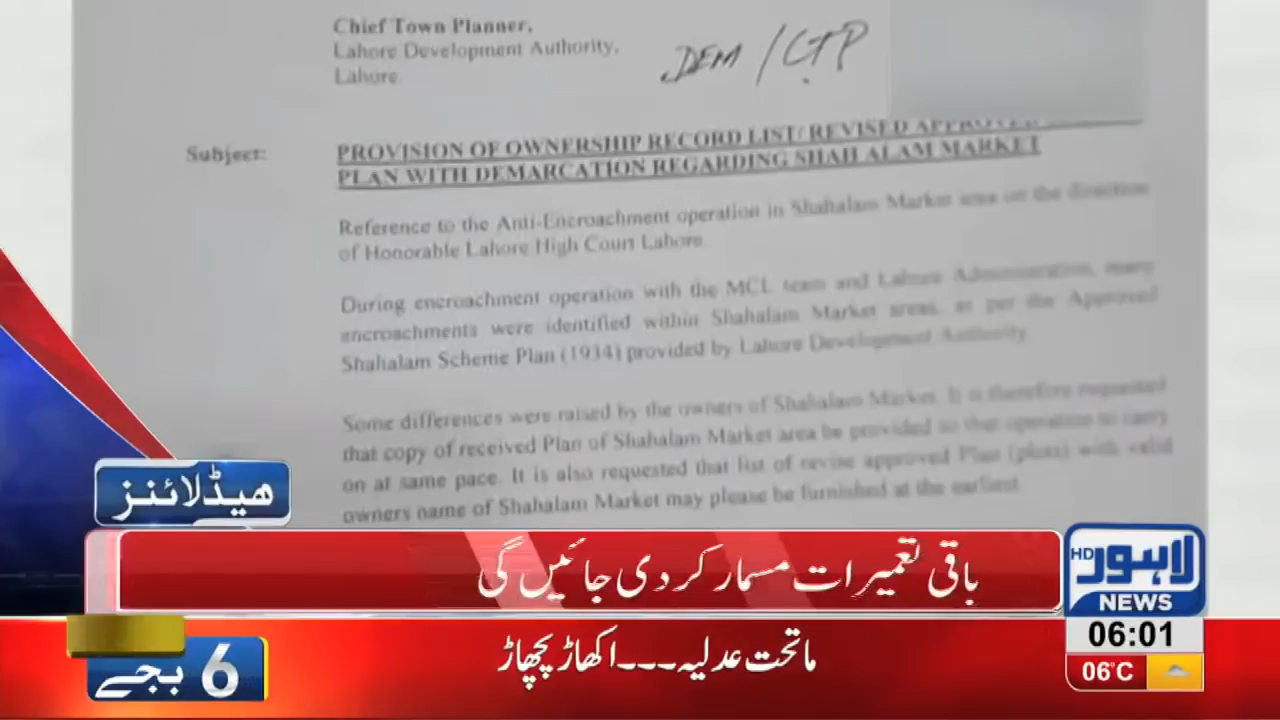 Chief Town Planner,
Lahore Development Authority,
Lahore.
DEM / CTP
Subject:
PROVISION OF OWNERSHIP RECORD LIST/ REVISED APPROVED
PLAN WITH DEMARCATION REGARDING SHAH ALAM MARKET
Reference to the Anti-Encroachment operation in Shahalam Market area on the direction
of Honorable Lahore High Court Lahore.
During encroachment operation with the MCL team and Lahore Administration, many
encroachments were identified within Shahalam Market areas, as per the Approved
Shahalam Scheme Plan (1934) provided by Lahore Development Authority.
Some differences were raised by the owners of Shahalam Market. It is therefore requested
that copy of received Plan of Shahalam Market area be provided so that operation to carry
on at same pace. It is also requested that list of revise approved Plan (plots) with valid
owners name of Shahalam Market may please be furnished at the earliest
ھیڈلائنز
باقی تعمیرات مسمار کر دی جائیں گی
HD لاہور
NEWS
06:01
06°C
ماتحت عدلیہ۔۔۔اکھاڑ پچھاڑ
6 بجے